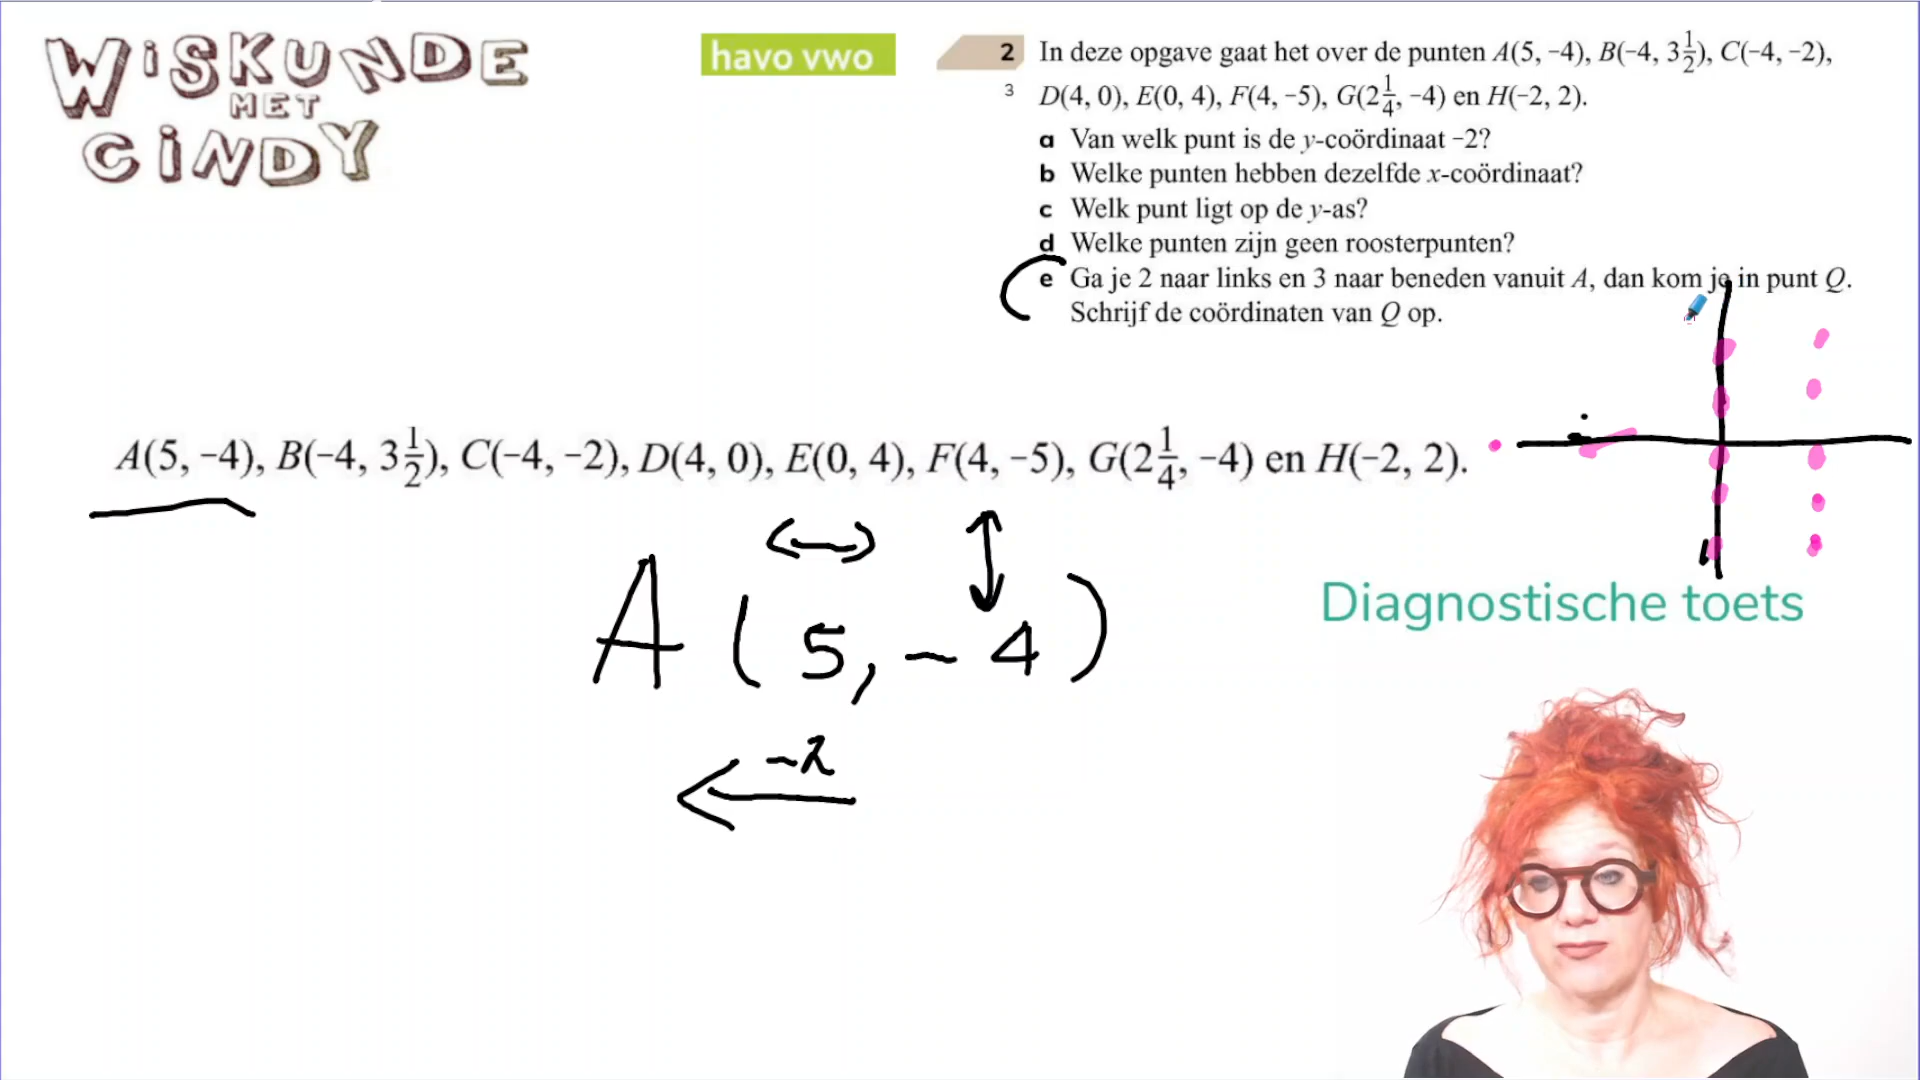 WiSKUNDE
MET
CiNDY
havo vwo
2 In deze opgave gaat het over de punten A(5, −4), B(−4, 3½), C(−4, −2),
3 D(4, 0), E(0, 4), F(4, −5), G(2¼, −4) en H(−2, 2).
a Van welk punt is de y-coördinaat −2?
b Welke punten hebben dezelfde x-coördinaat?
c Welk punt ligt op de y-as?
d Welke punten zijn geen roosterpunten?
e Ga je 2 naar links en 3 naar beneden vanuit A, dan kom je in punt Q.
Schrijf de coördinaten van Q op.
A(5, −4), B(−4, 3½), C(−4, −2), D(4, 0), E(0, 4), F(4, −5), G(2¼, −4) en H(−2, 2).
A (5, − 4)
−2
Diagnostische toets